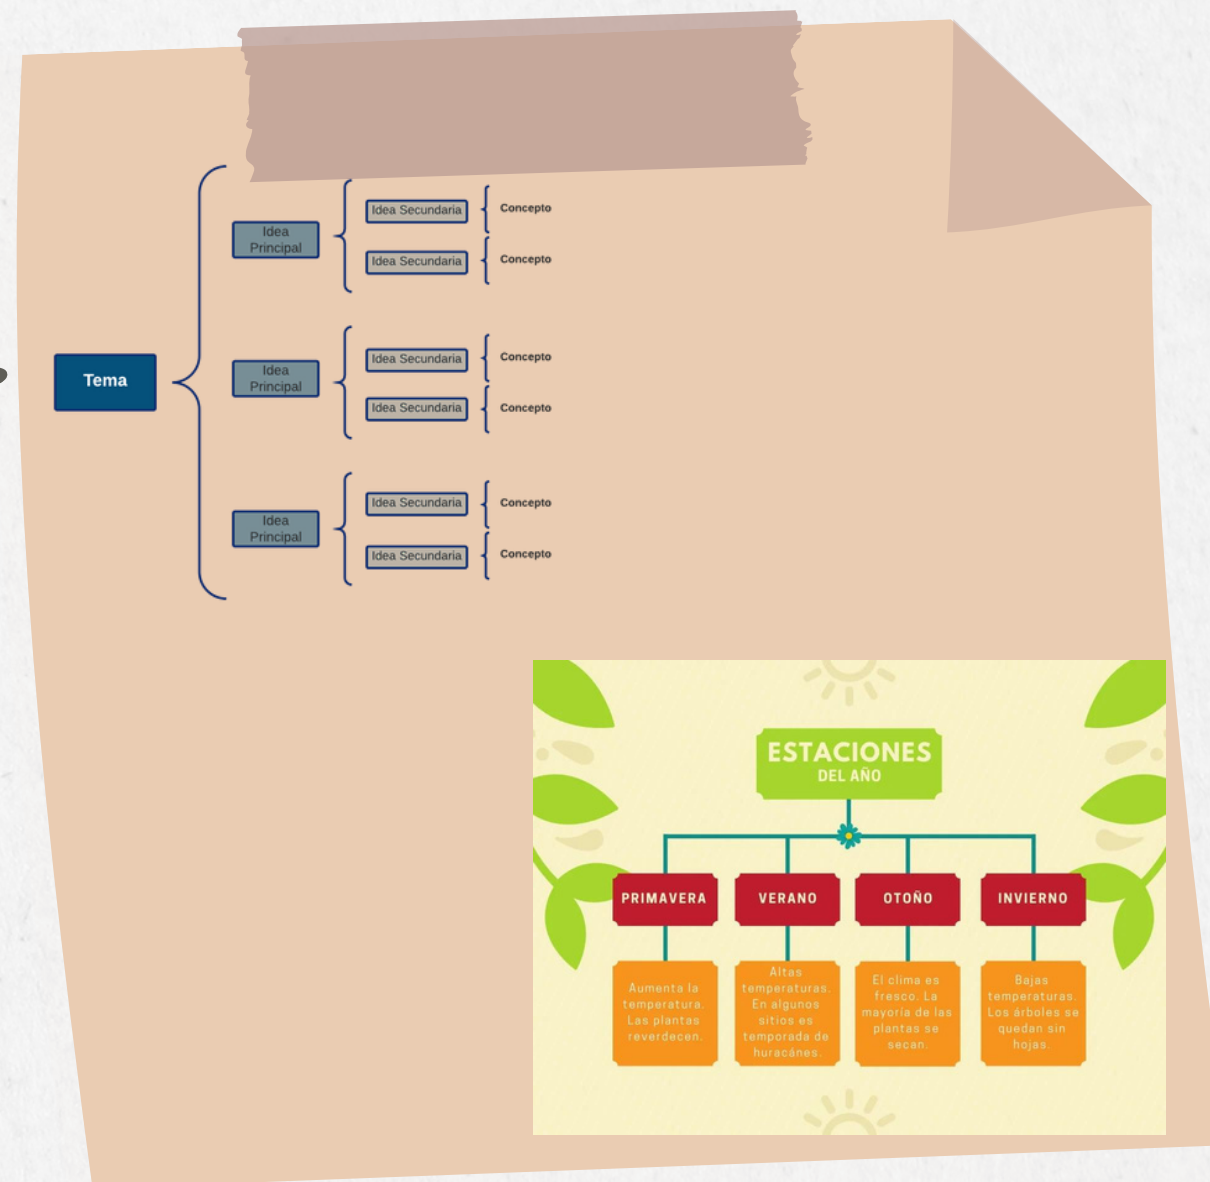 Tema
Idea
Principal
Idea Secundaria
Concepto
Idea Secundaria
Concepto
Idea
Principal
Idea Secundaria
Concepto
Idea Secundaria
Concepto
Idea
Principal
Idea Secundaria
Concepto
Idea Secundaria
Concepto
ESTACIONES
DEL AÑO
PRIMAVERA
Aumenta la
temperatura.
Las plantas
reverdecen.
VERANO
Altas
temperaturas.
En algunos
sitios es
temporada de
huracánes.
OTOÑO
El clima es
fresco. La
mayoría de las
plantas se
secan.
INVIERNO
Bajas
temperaturas.
Los árboles se
quedan sin
hojas.